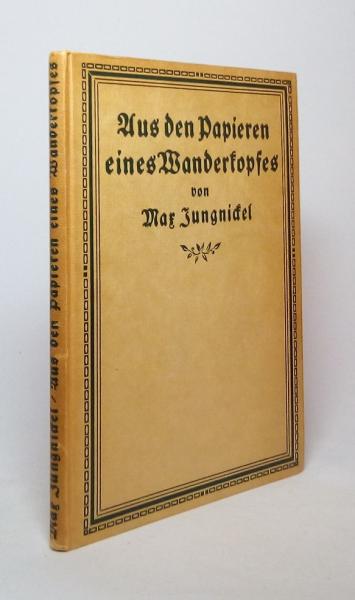 Aus den Papieren
eines Wanderkopfes
von
Max Jungnickel
Max Jungnickel / Aus den Papieren eines Wanderkopfes